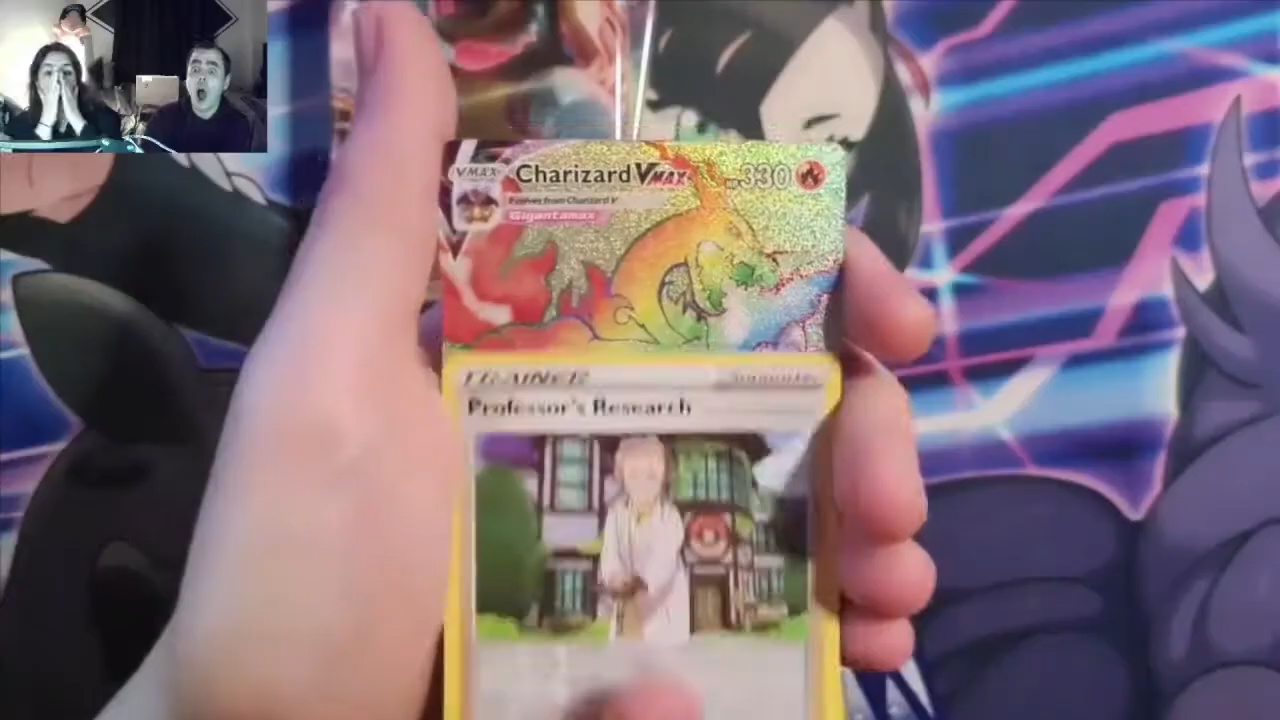 VMAX Charizard VMAX 330
Evolves from Charizard V
Gigantamax
TRAINER Supporter
Professor's Research